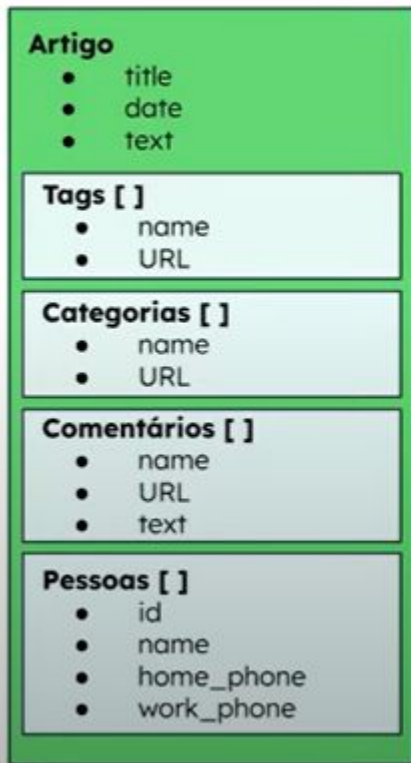 Artigo
● title
● date
● text
Tags [ ]
● name
● URL
Categorias [ ]
● name
● URL
Comentários [ ]
● name
● URL
● text
Pessoas [ ]
● id
● name
● home_phone
● work_phone